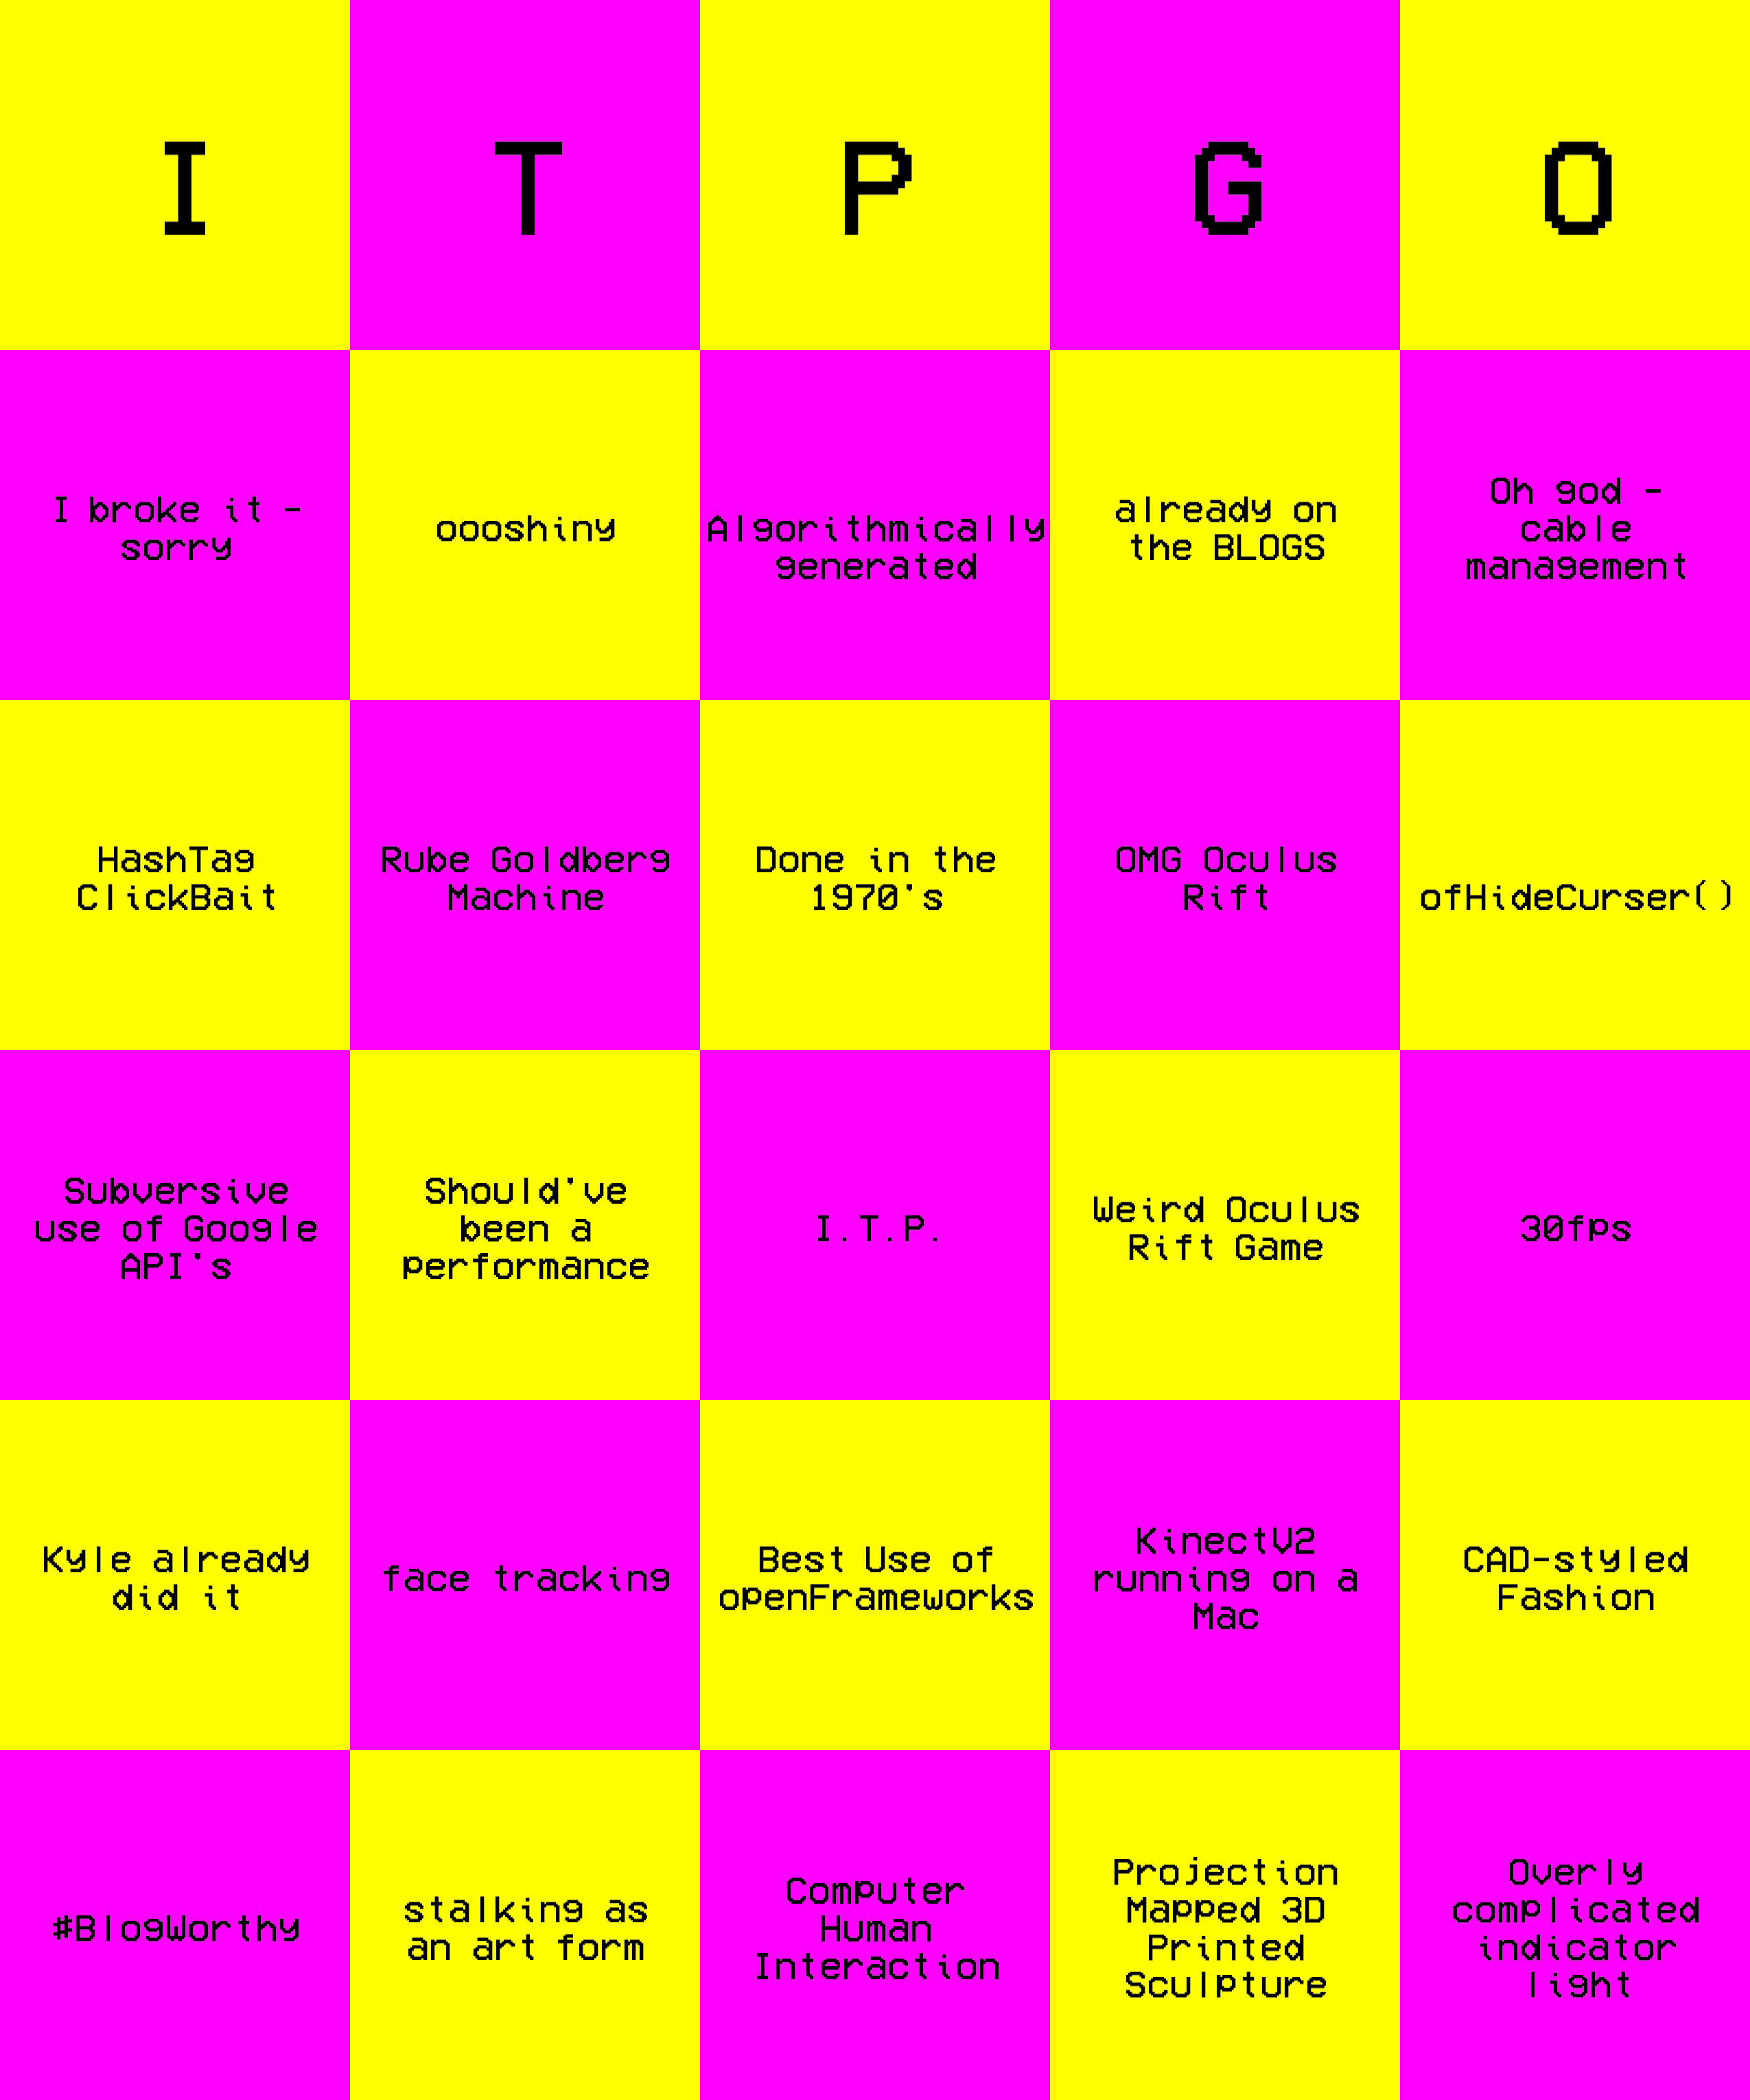 I
T
P
G
O
I broke it -
sorry
oooshiny
Algorithmically
generated
already on
the BLOGS
Oh god -
cable
management
HashTag
ClickBait
Rube Goldberg
Machine
Done in the
1970's
OMG Oculus
Rift
ofHideCurser()
Subversive
use of Google
API's
Should've
been a
performance
I.T.P.
Weird Oculus
Rift Game
30fps
Kyle already
did it
face tracking
Best Use of
openFrameworks
KinectV2
running on a
Mac
CAD-styled
Fashion
#BlogWorthy
stalking as
an art form
Computer
Human
Interaction
Projection
Mapped 3D
Printed
Sculpture
Overly
complicated
indicator
light